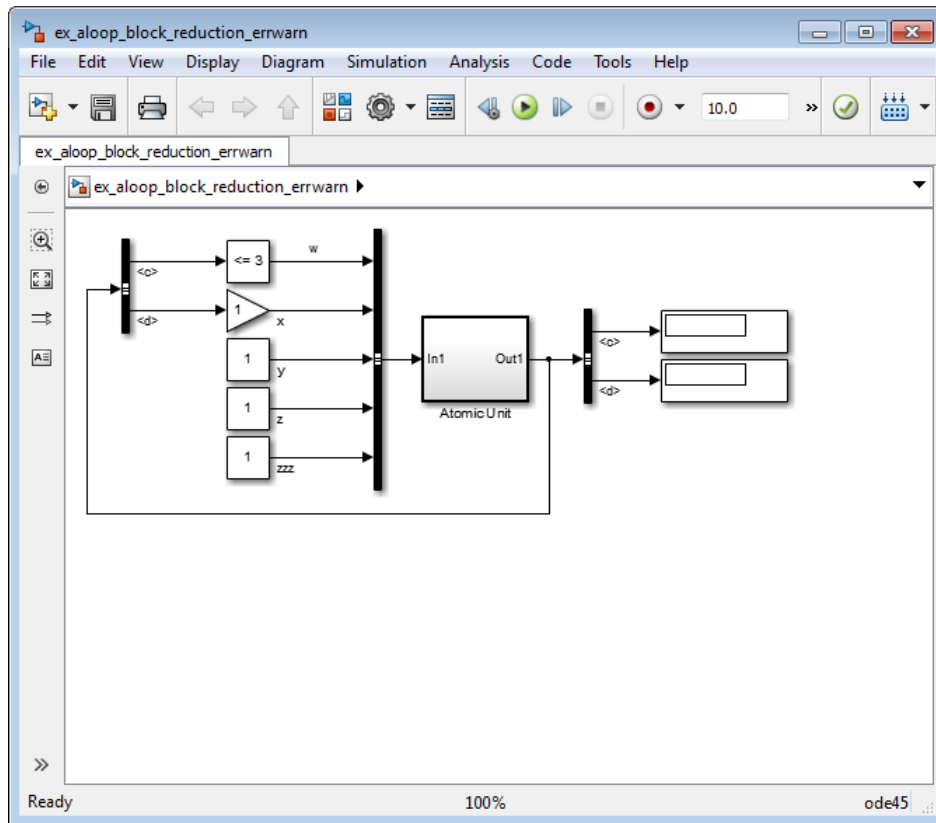 ex_aloop_block_reduction_errwarn
File Edit View Display Diagram Simulation Analysis Code Tools Help
10.0 »
ex_aloop_block_reduction_errwarn
ex_aloop_block_reduction_errwarn
<= 3
w
<c>
1
x
<d>
1
y
1
z
1
zzz
In1 Out1
Atomic Unit
<c>
<d>
A
»
Ready 100% ode45